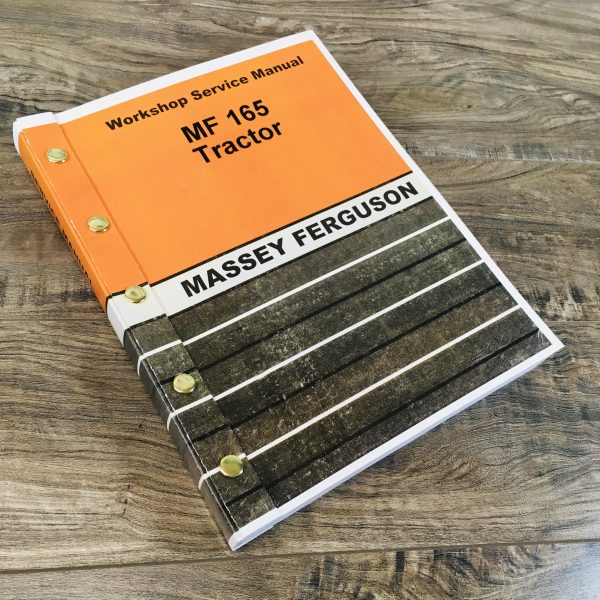 Workshop Service Manual
MF 165
Tractor
MASSEY FERGUSON